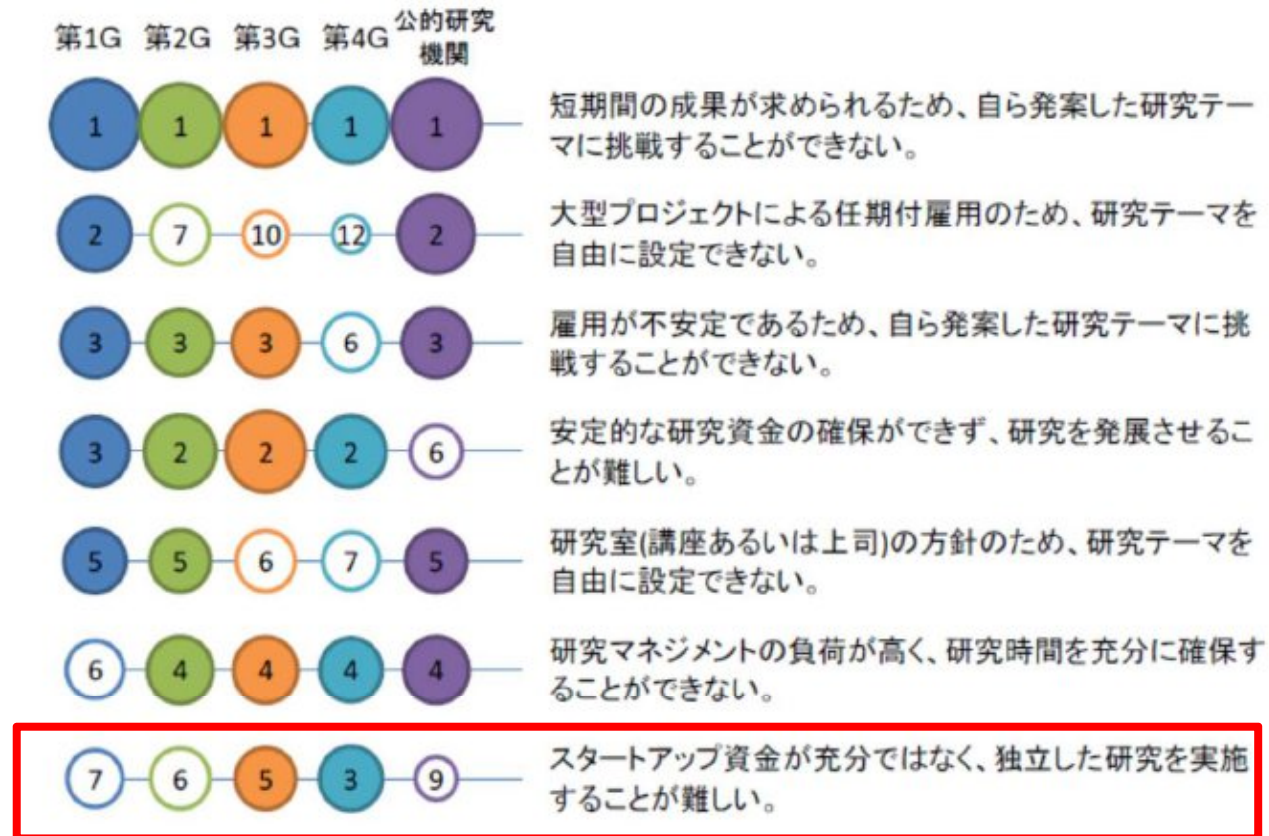 第1G 第2G 第3G 第4G 公的研究
機関
1 1 1 1 1
短期間の成果が求められるため、自ら発案した研究テー
マに挑戦することができない。
2 7 10 12 2
大型プロジェクトによる任期付雇用のため、研究テーマを
自由に設定できない。
3 3 3 6 3
雇用が不安定であるため、自ら発案した研究テーマに挑
戦することができない。
3 2 2 2 6
安定的な研究資金の確保ができず、研究を発展させるこ
とが難しい。
5 5 6 7 5
研究室(講座あるいは上司)の方針のため、研究テーマを
自由に設定できない。
6 4 4 4 4
研究マネジメントの負荷が高く、研究時間を充分に確保す
ることができない。
7 6 5 3 9
スタートアップ資金が充分ではなく、独立した研究を実施
することが難しい。